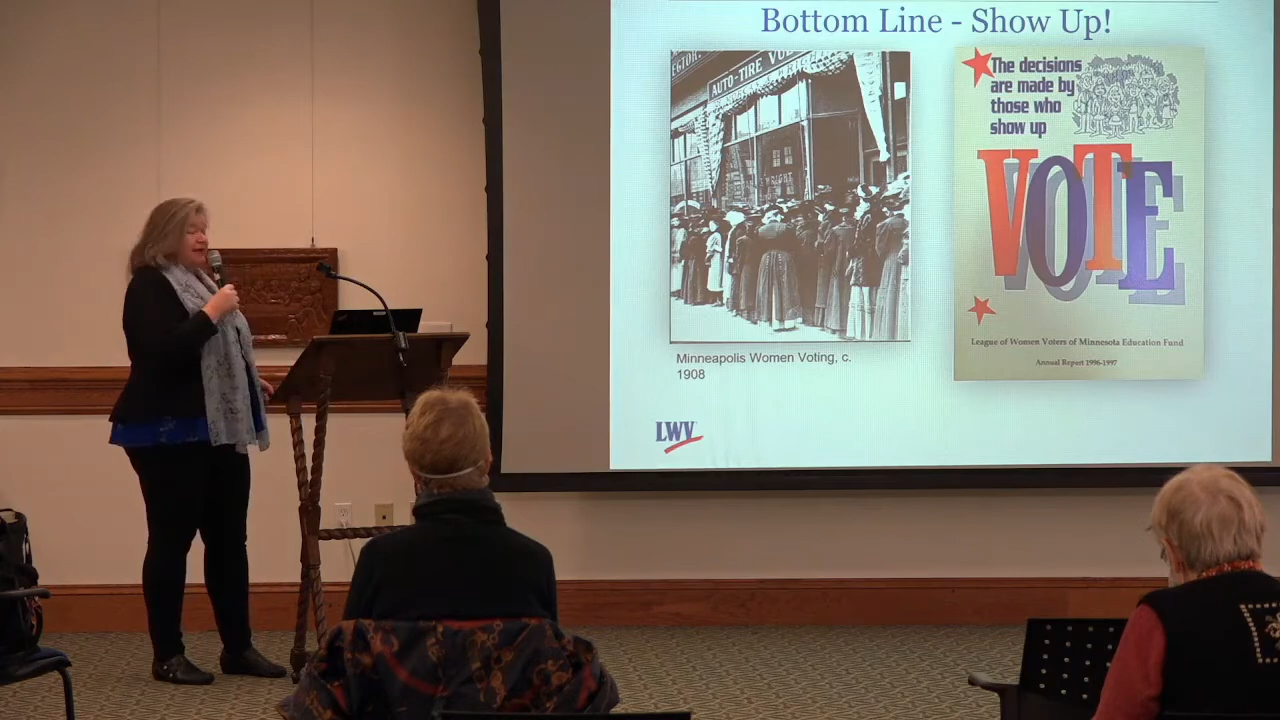 Bottom Line - Show Up!
AUTO-TIRE
The decisions
are made by
those who
show up
VOTE
League of Women Voters of Minnesota Education Fund
Annual Report 1996-1997
Minneapolis Women Voting, c.
1908
LWV